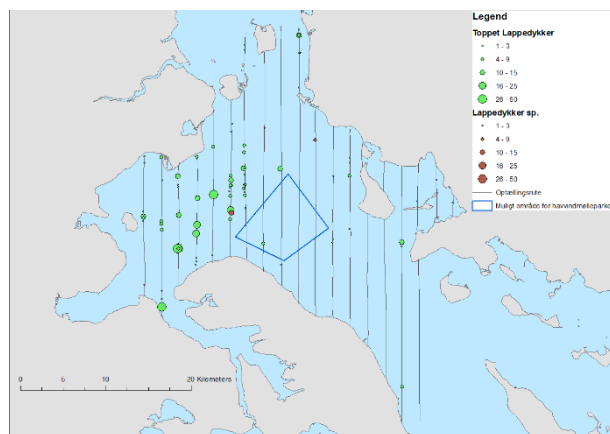 Legend
Toppet Lappedykker
1 - 3
4 - 9
10 - 15
16 - 25
26 - 50
Lappedykker sp.
1 - 3
4 - 9
10 - 15
16 - 25
26 - 50
Optællingsrute
Muligt område for havvindmølleparker
0 5 10 20 Kilometers